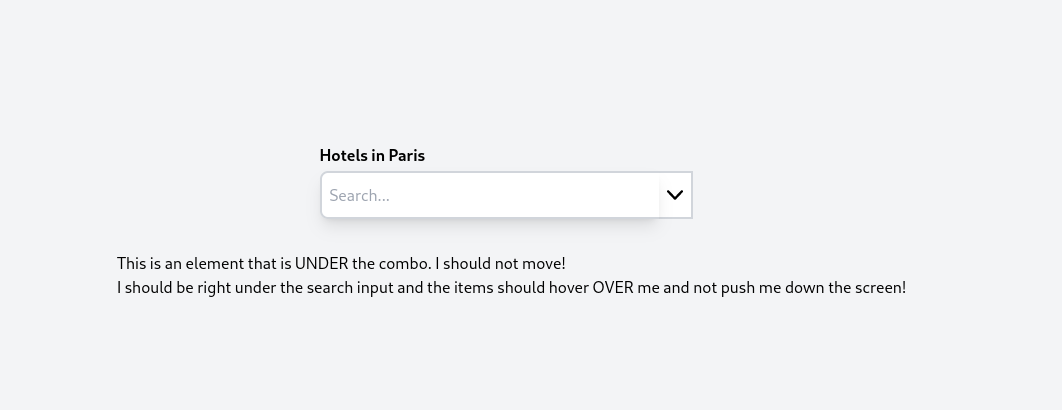 Hotels in Paris
Search...
This is an element that is UNDER the combo. I should not move!
I should be right under the search input and the items should hover OVER me and not push me down the screen!